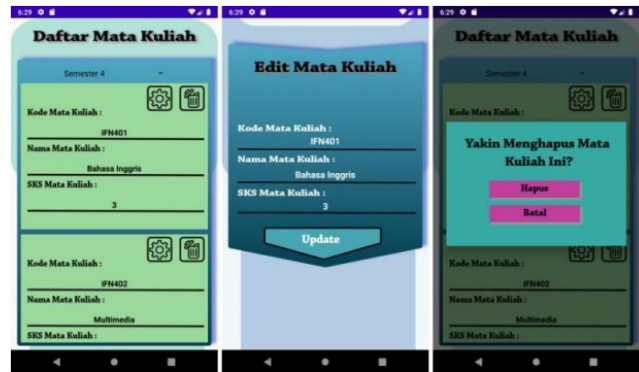 6:29
Daftar Mata Kuliah
Semester 4
Kode Mata Kuliah :
IFN401
Nama Mata Kuliah :
Bahasa Inggris
SKS Mata Kuliah :
3
Kode Mata Kuliah :
IFN402
Nama Mata Kuliah :
Multimedia
SKS Mata Kuliah :
6:29
Edit Mata Kuliah
Kode Mata Kuliah :
IFN401
Nama Mata Kuliah :
Bahasa Inggris
SKS Mata Kuliah :
3
Update
6:29
Daftar Mata Kuliah
Semester 4
Kode Mata Kuliah :
Yakin Menghapus Mata
Kuliah Ini?
Hapus
Batal
Kode Mata Kuliah :
IFN402
Nama Mata Kuliah :
Multimedia
SKS Mata Kuliah :